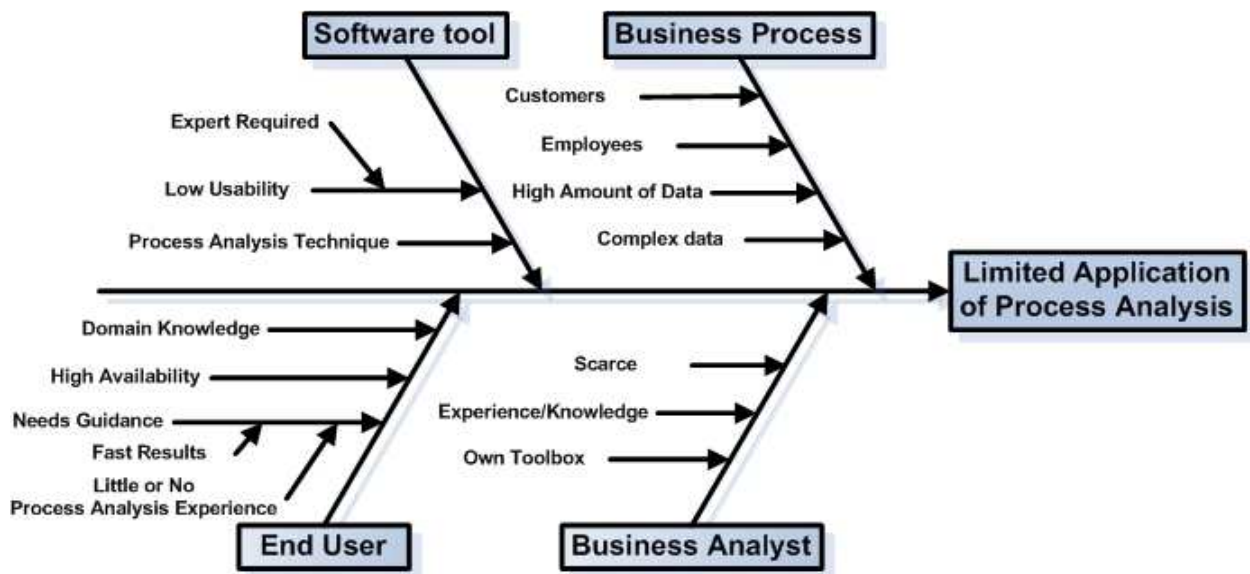 Software tool
Business Process
Customers
Expert Required
Employees
Low Usability
High Amount of Data
Process Analysis Technique
Complex data
Limited Application
of Process Analysis
Domain Knowledge
Scarce
High Availability
Experience/Knowledge
Needs Guidance
Fast Results
Own Toolbox
Little or No
Process Analysis Experience
End User
Business Analyst